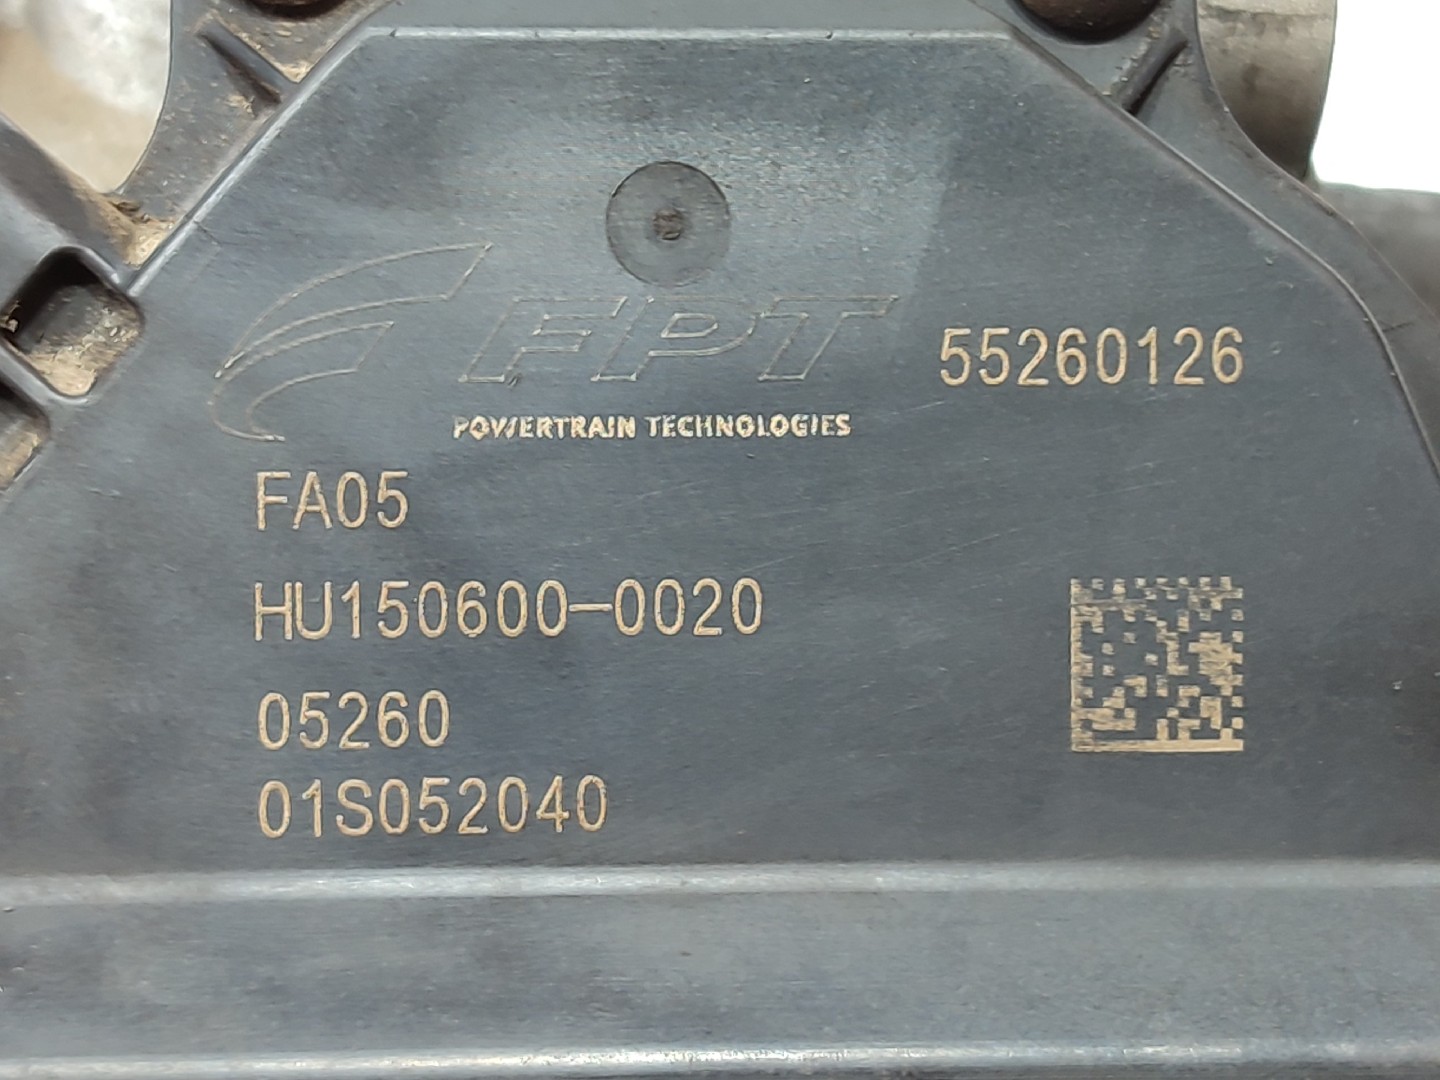 FPT
55260126
POWERTRAIN TECHNOLOGIES
FA05
HU150600-0020
05260
01S052040